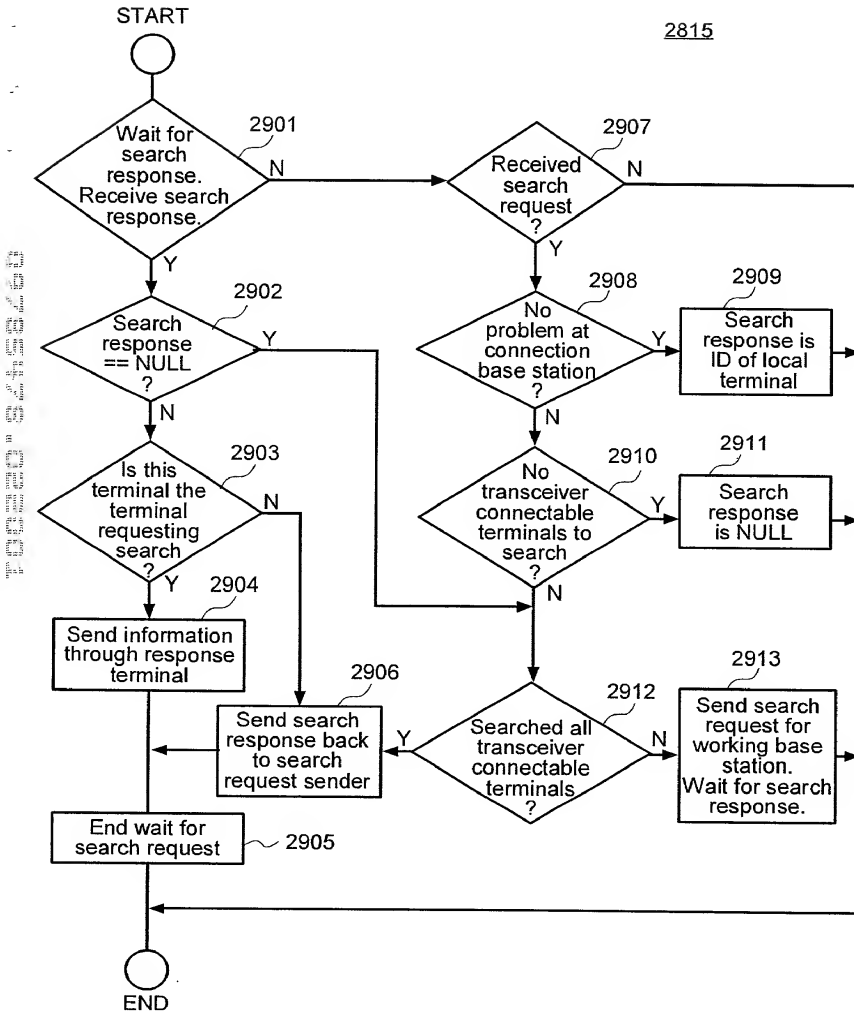 START
2815
2901
Wait for
search
response.
Receive search
response.
N
Y
2907
Received
search
request
?
N
Y
2902
Search
response
== NULL
?
Y
N
2908
No
problem at
connection
base station
?
Y
N
2909
Search
response is
ID of local
terminal
2903
Is this
terminal the
terminal
requesting
search
?
N
Y
2910
No
transceiver
connectable
terminals to
search
?
Y
N
2911
Search
response
is NULL
2904
Send information
through response
terminal
2906
Send search
response back
to search
request sender
2912
Searched all
transceiver
connectable
terminals
?
Y
N
2913
Send search
request for
working base
station.
Wait for search
response.
End wait for
search request
2905
END